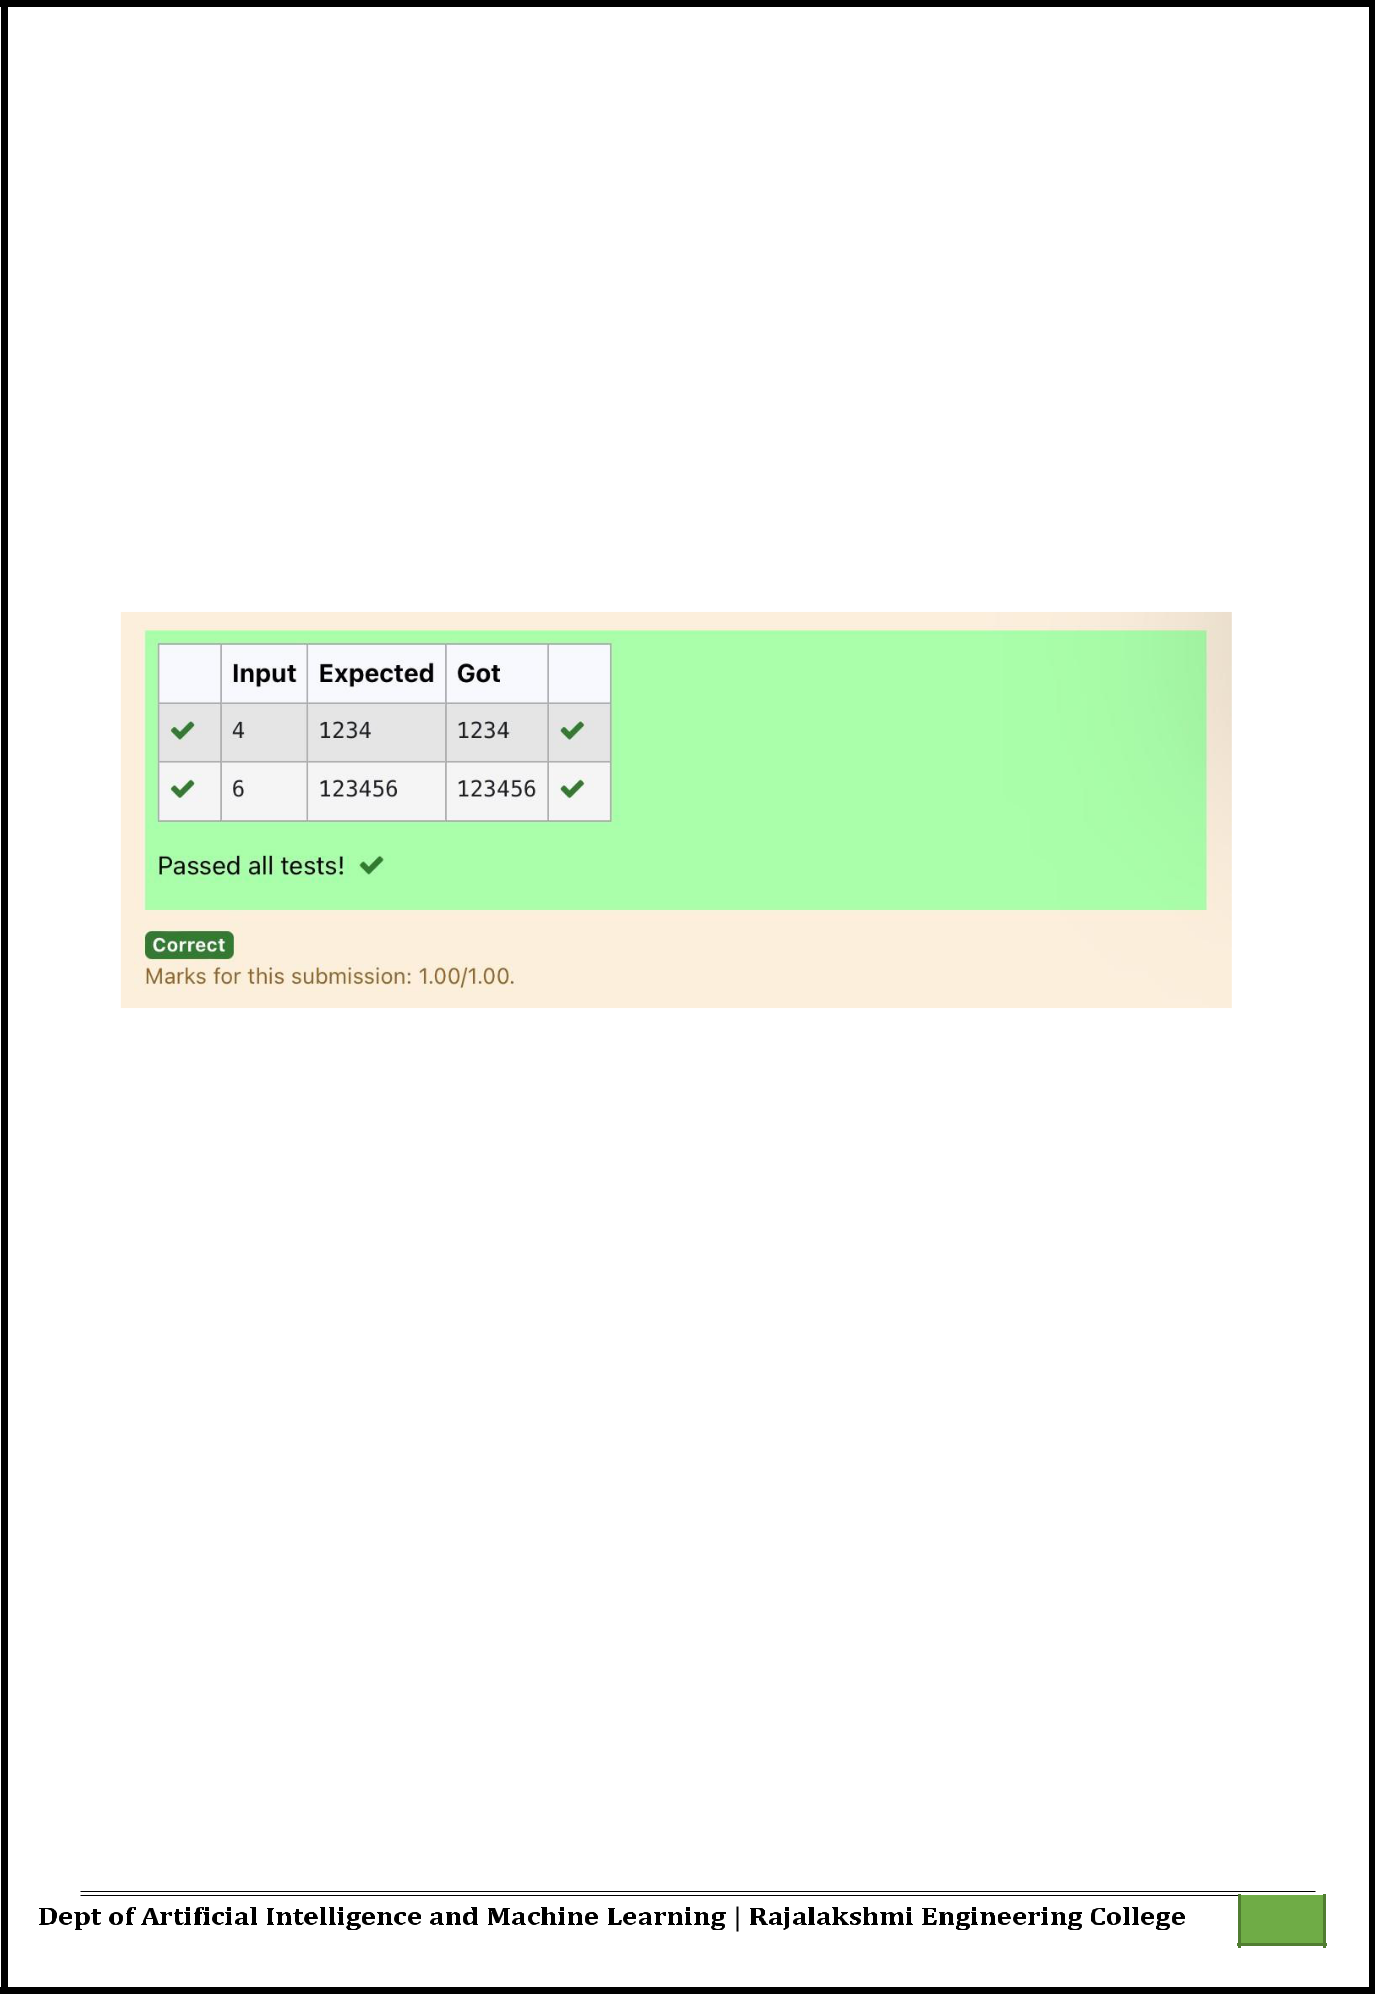 Input Expected Got
4 1234 1234
6 123456 123456
Passed all tests!
Correct
Marks for this submission: 1.00/1.00.
Dept of Artificial Intelligence and Machine Learning | Rajalakshmi Engineering College